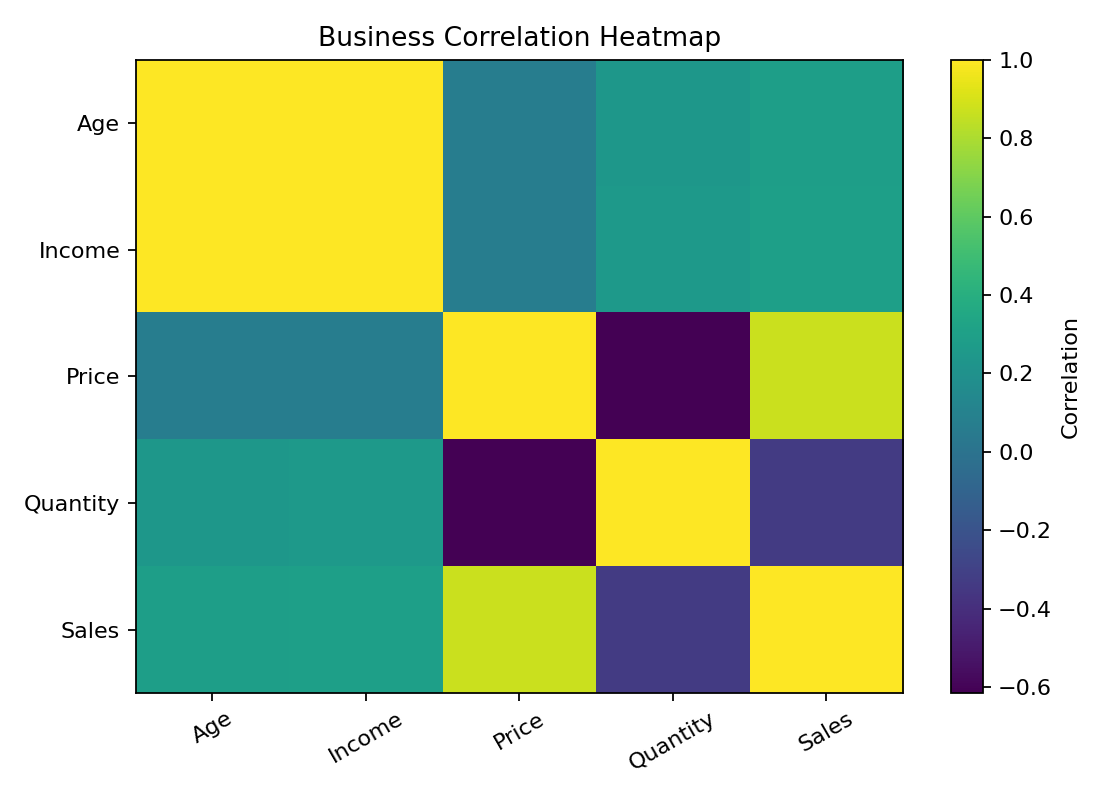 Business Correlation Heatmap
Age
Income
Price
Quantity
Sales
Age
Income
Price
Quantity
Sales
1.0
0.8
0.6
0.4
0.2
0.0
−0.2
−0.4
−0.6
Correlation